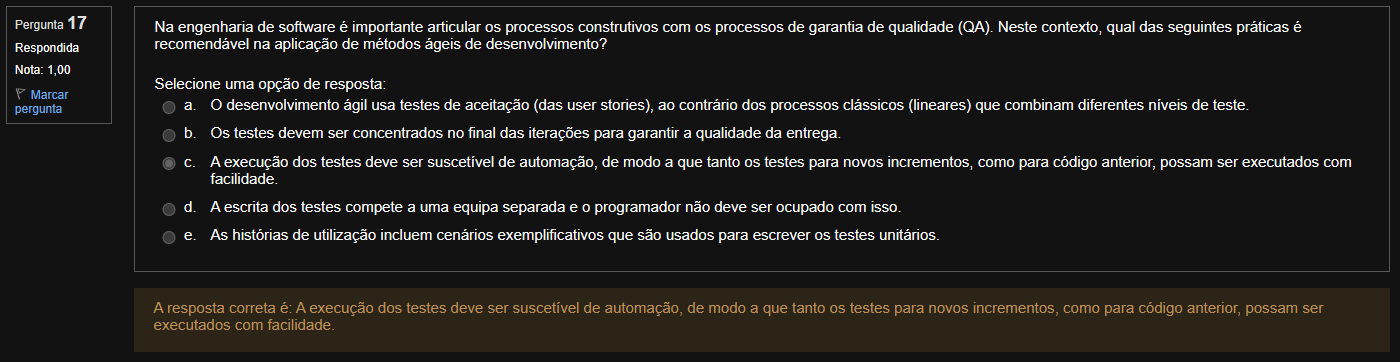 Pergunta 17
Respondida
Nota: 1,00
Marcar
pergunta
Na engenharia de software é importante articular os processos construtivos com os processos de garantia de qualidade (QA). Neste contexto, qual das seguintes práticas é
recomendável na aplicação de métodos ágeis de desenvolvimento?
Selecione uma opção de resposta:
a. O desenvolvimento ágil usa testes de aceitação (das user stories), ao contrário dos processos clássicos (lineares) que combinam diferentes níveis de teste.
b. Os testes devem ser concentrados no final das iterações para garantir a qualidade da entrega.
c. A execução dos testes deve ser suscetível de automação, de modo a que tanto os testes para novos incrementos, como para código anterior, possam ser executados com
facilidade.
d. A escrita dos testes compete a uma equipa separada e o programador não deve ser ocupado com isso.
e. As histórias de utilização incluem cenários exemplificativos que são usados para escrever os testes unitários.
A resposta correta é: A execução dos testes deve ser suscetível de automação, de modo a que tanto os testes para novos incrementos, como para código anterior, possam ser
executados com facilidade.